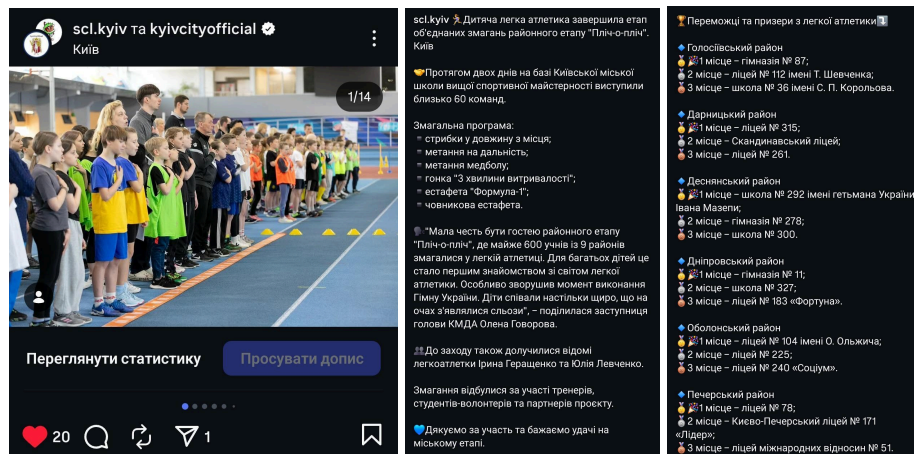 scl.kyiv та kyivcityofficial
Київ
1/14
Переглянути статистику
Просувати допис
20
1
scl.kyiv 🏃🏼Дитяча легка атлетика завершила етап
об'єднаних змагань районного етапу "Пліч-о-пліч".
Київ
🤝Протягом двох днів на базі Київської міської
школи вищої спортивної майстерності виступили
близько 60 команд.
Змагальна програма:
▪️стрибки у довжину з місця;
▪️метання на дальність;
▪️метання медболу;
▪️гонка "3 хвилини витривалості";
▪️естафета "Формула-1";
▪️човникова естафета.
🗣"Мала честь бути гостею районного етапу
"Пліч-о-пліч", де майже 600 учнів із 9 районів
змагалися у легкій атлетиці. Для багатьох дітей це
стало першим знайомством зі світом легкої
атлетики. Особливо зворушив момент виконання
Гімну України. Діти співали настільки щиро, що на
очах з'являлися сльози", – поділилася заступниця
голови КМДА Олена Говорова.
👥До заходу також долучилися відомі
легкоатлетки Ірина Геращенко та Юлія Левченко.
Змагання відбулися за участі тренерів,
студентів-волонтерів та партнерів проєкту.
💙Дякуємо за участь та бажаємо удачі на
міському етапі.
🏆Переможці та призери з легкої атлетики⤵️
🔹Голосіївський район
🥇🎉1 місце – гімназія № 87;
🥈2 місце – ліцей № 112 імені Т. Шевченка;
🥉3 місце – школа № 36 імені С. П. Корольова.
🔹Дарницький район
🥇🎉1 місце – ліцей № 315;
🥈2 місце – Скандинавський ліцей;
🥉3 місце – ліцей № 261.
🔹Деснянський район
🥇🎉1 місце – школа № 292 імені гетьмана України
Івана Мазепи;
🥈2 місце – гімназія № 278;
🥉3 місце – школа № 300.
🔹Дніпровський район
🥇🎉1 місце – гімназія № 11;
🥈2 місце – школа № 327;
🥉3 місце – ліцей № 183 «Фортуна».
🔹Оболонський район
🥇🎉1 місце – ліцей № 104 імені О. Ольжича;
🥈2 місце – ліцей № 225;
🥉3 місце – ліцей № 240 «Соціум».
🔹Печерський район
🥇🎉1 місце – ліцей № 78;
🥈2 місце – Києво-Печерський ліцей № 171
«Лідер»;
🥉3 місце – ліцей міжнародних відносин № 51.